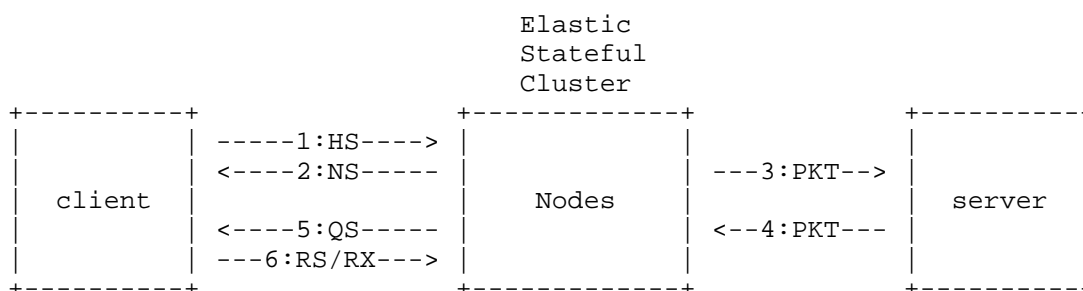 Elastic
Stateful
Cluster
+----------+ +-------------+ +----------
| | -----1:HS----> | | |
| | <----2:NS----- | | ---3:PKT--> |
| client | | Nodes | | server
| | <----5:QS----- | | <--4:PKT--- |
| | ---6:RS/RX---> | | |
+----------+ +-------------+ +----------